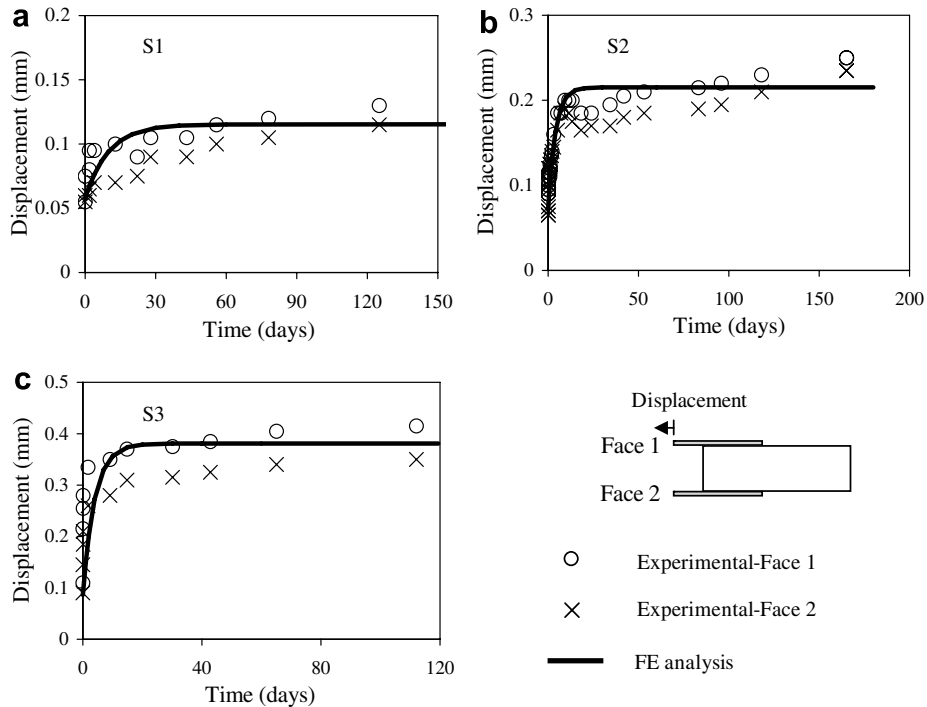 a
S1
Displacement (mm)
0.2
0.15
0.1
0.05
0
0 30 60 90 120 150
Time (days)
b
S2
Displacement (mm)
0.3
0.2
0.1
0
0 50 100 150 200
Time (days)
c
S3
Displacement (mm)
0.5
0.4
0.3
0.2
0.1
0
0 40 80 120
Time (days)
Displacement
Face 1
Face 2
Experimental-Face 1
Experimental-Face 2
FE analysis